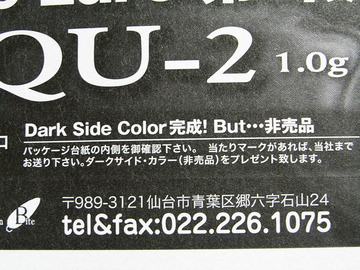 QU-2 1.0g
Dark Side Color完成! But…非売品
パッケージ台紙の内側を御確認下さい。 当たりマークがあれば、当社まで
お送り下さい。ダークサイド・カラー（非売品）をプレゼント致します。
〒989-3121仙台市青葉区郷六字石山24
Bite
tel&fax:022.226.1075